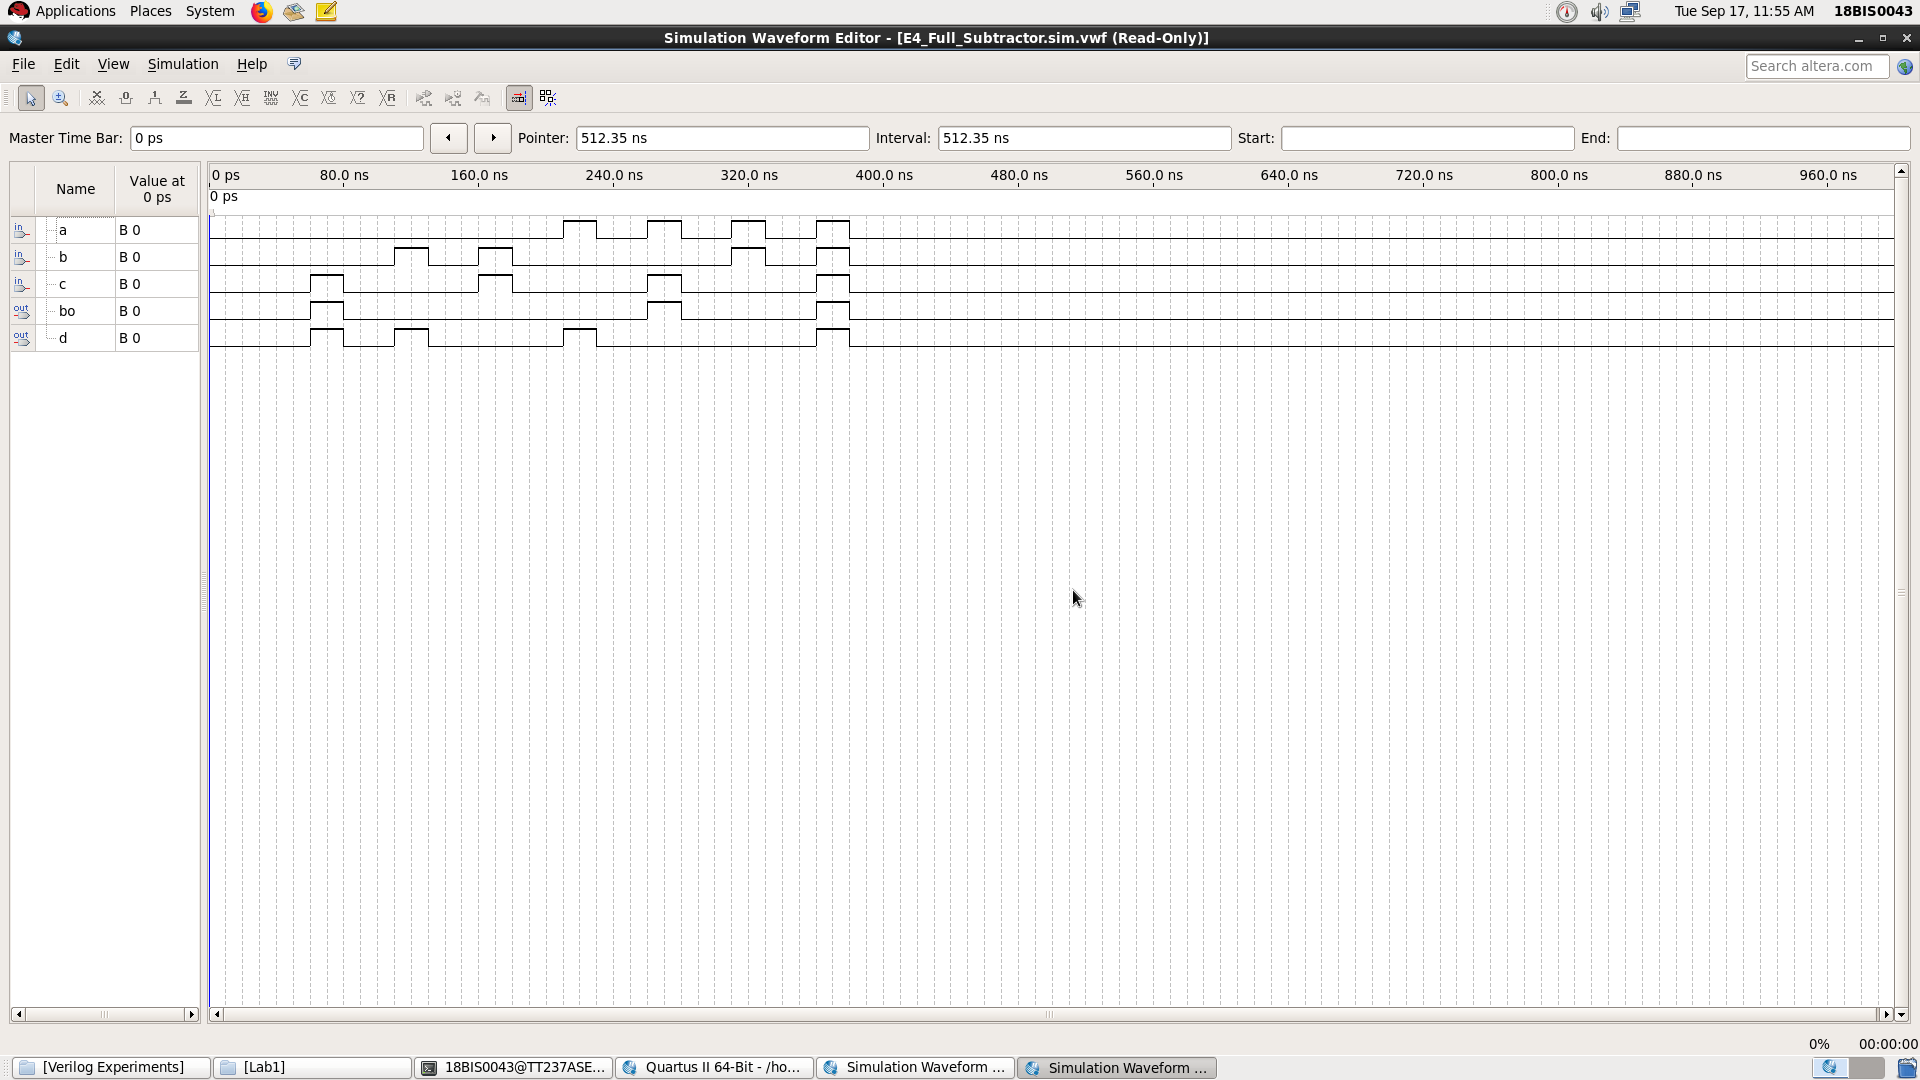 Applications Places System Tue Sep 17, 11:55 AM 18BIS0043
Simulation Waveform Editor - [E4_Full_Subtractor.sim.vwf (Read-Only)]
File Edit View Simulation Help Search altera.com
Master Time Bar: 0 ps Pointer: 512.35 ns Interval: 512.35 ns Start: End:
Name Value at 0 ps
0 ps 80.0 ns 160.0 ns 240.0 ns 320.0 ns 400.0 ns 480.0 ns 560.0 ns 640.0 ns 720.0 ns 800.0 ns 880.0 ns 960.0 ns
0 ps
in a B 0
in b B 0
in c B 0
out bo B 0
out d B 0
0% 00:00:00
[Verilog Experiments] [Lab1] 18BIS0043@TT237ASE... Quartus II 64-Bit - /ho... Simulation Waveform ... Simulation Waveform ...